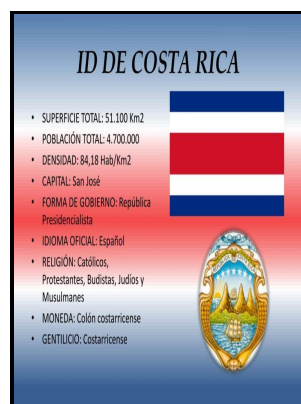 ID DE COSTA RICA
• SUPERFICIE TOTAL: 51.100 Km2
• POBLACIÓN TOTAL: 4.700.000
• DENSIDAD: 84,18 Hab/Km2
• CAPITAL: San José
• FORMA DE GOBIERNO: República
Presidencialista
• IDIOMA OFICIAL: Español
• RELIGIÓN: Católicos,
Protestantes, Budistas, Judíos y
Musulmanes
• MONEDA: Colón costarricense
• GENTILICIO: Costarricense